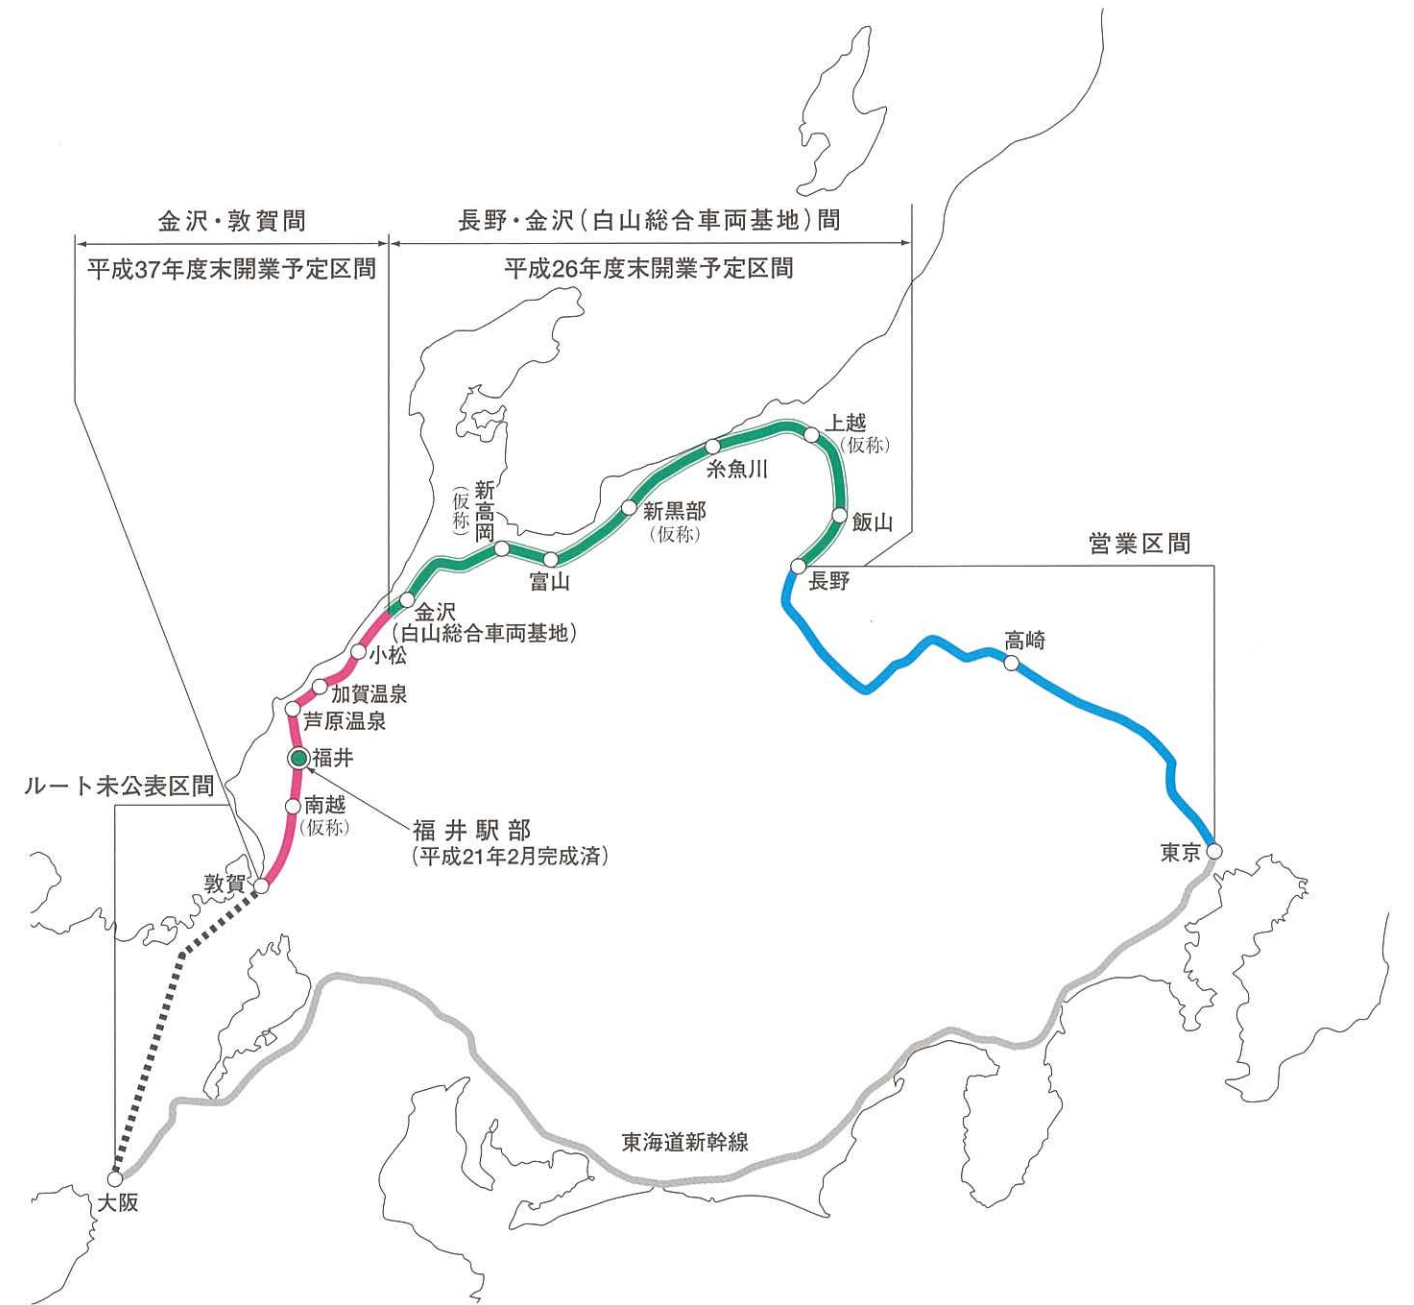 金沢・敦賀間
平成37年度末開業予定区間
長野・金沢(白山総合車両基地)間
平成26年度末開業予定区間
上越
(仮称)
糸魚川
新高岡
(仮称)
新黒部
(仮称)
飯山
営業区間
富山
長野
金沢
(白山総合車両基地)
小松
高崎
加賀温泉
芦原温泉
福井
ルート未公表区間
南越
(仮称)
福井駅部
(平成21年2月完成済)
東京
敦賀
東海道新幹線
大阪